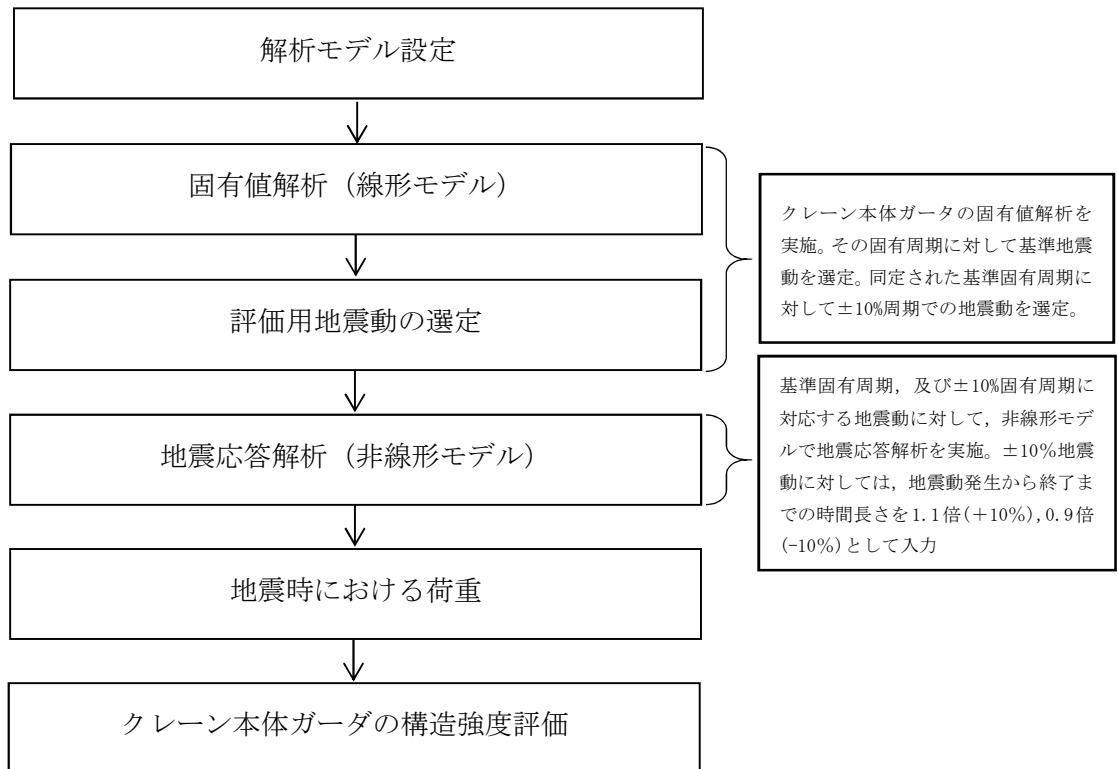 解析モデル設定
固有値解析（線形モデル）
評価用地震動の選定
クレーン本体ガータの固有値解析を
実施。その固有周期に対して基準地震
動を選定。同定された基準固有周期に
対して±10%周期での地震動を選定。
地震応答解析（非線形モデル）
基準固有周期，及び±10%固有周期に
対応する地震動に対して，非線形モデ
ルで地震応答解析を実施。±10％地震
動に対しては，地震動発生から終了ま
での時間長さを1.1倍(＋10％),0.9倍
(-10％)として入力
地震時における荷重
クレーン本体ガーダの構造強度評価